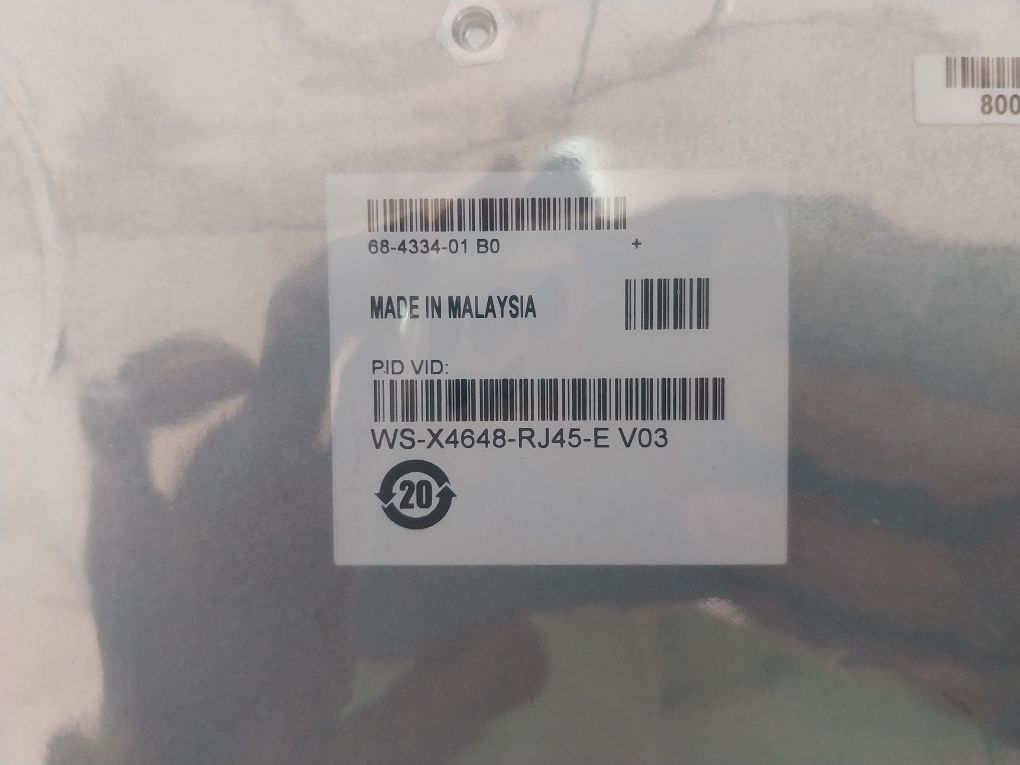 800
68-4334-01 B0
+
MADE IN MALAYSIA
PID VID:
WS-X4648-RJ45-E V03
20